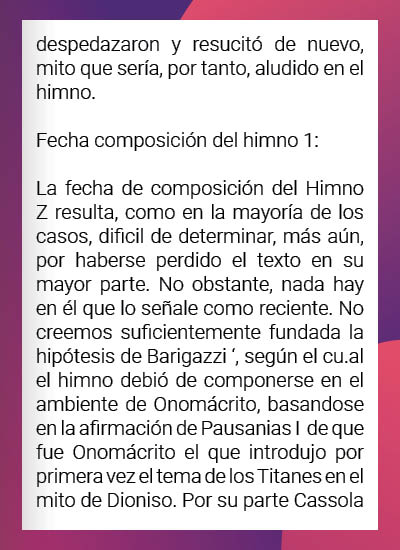 despedazaron y resucitó de nuevo,
mito que sería, por tanto, aludido en el
himno.
Fecha composición del himno 1:
La fecha de composición del Himno
Z resulta, como en la mayoría de los
casos, dificil de determinar, más aún,
por haberse perdido el texto en su
mayor parte. No obstante, nada hay
en él que lo señale como reciente. No
creemos suficientemente fundada la
hipótesis de Barigazzi ‘, según el cu.al
el himno debió de componerse en el
ambiente de Onomácrito, basandose
en la afirmación de Pausanias I de que
fue Onomácrito el que introdujo por
primera vez el tema de los Titanes en el
mito de Dioniso. Por su parte Cassola